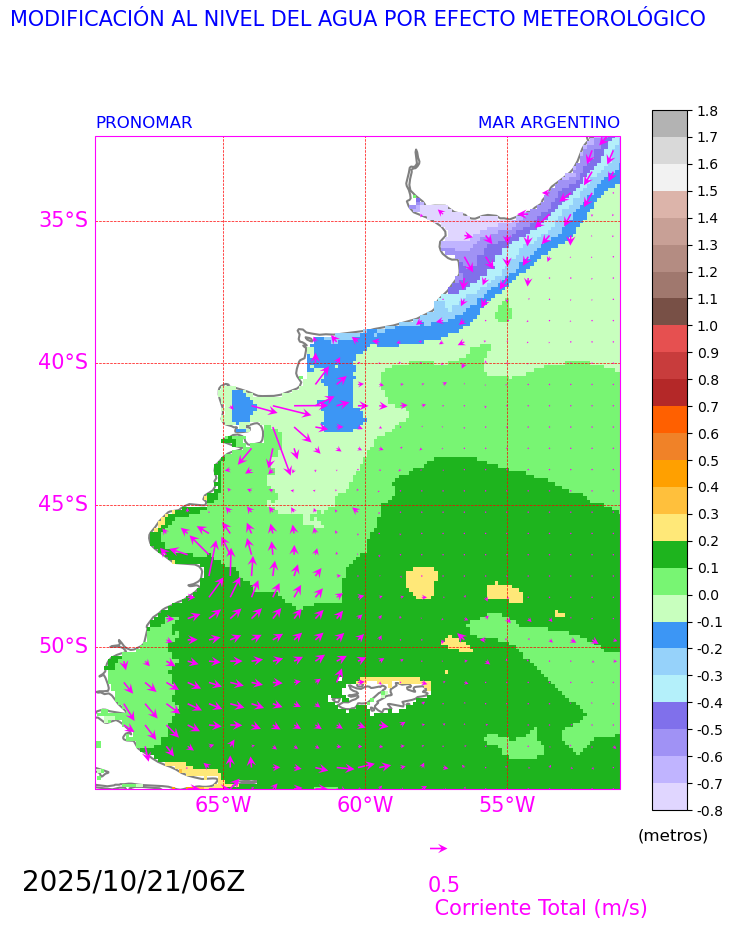 MODIFICACIÓN AL NIVEL DEL AGUA POR EFECTO METEOROLÓGICO
PRONOMAR MAR ARGENTINO
35°S
40°S
45°S
50°S
65°W 60°W 55°W
1.8
1.7
1.6
1.5
1.4
1.3
1.2
1.1
1.0
0.9
0.8
0.7
0.6
0.5
0.4
0.3
0.2
0.1
0.0
-0.1
-0.2
-0.3
-0.4
-0.5
-0.6
-0.7
-0.8
(metros)
2025/10/21/06Z
0.5
Corriente Total (m/s)